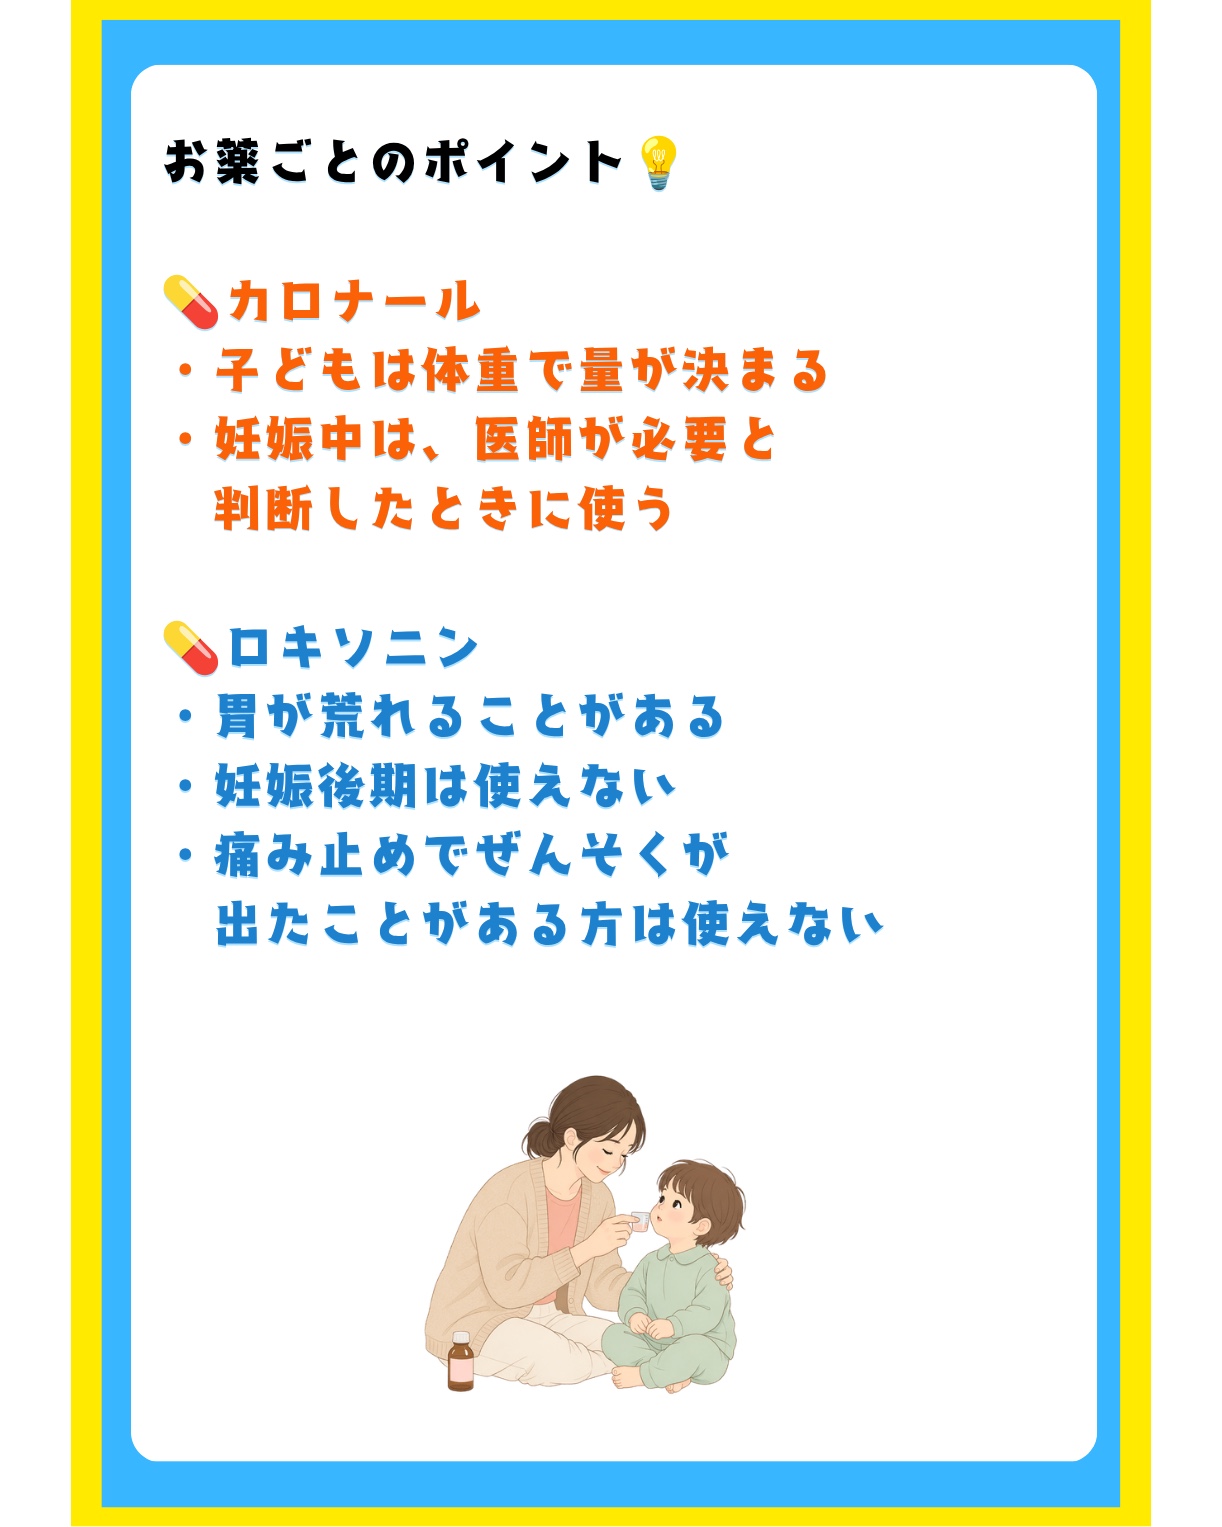 お薬ごとのポイント💡
💊カロナール
・子どもは体重で量が決まる
・妊娠中は、医師が必要と
判断したときに使う
💊ロキソニン
・胃が荒れることがある
・妊娠後期は使えない
・痛み止めでぜんそくが
出たことがある方は使えない